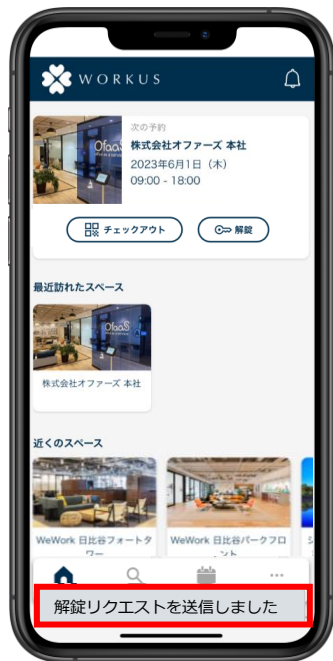 WORKUS
次の予約
株式会社オファーズ 本社
2023年6月1日（木）
09:00 - 18:00
チェックアウト
解錠
最近訪れたスペース
OfaaS
株式会社オファーズ 本社
近くのスペース
WeWork 日比谷フォートタワー
WeWork 日比谷パークフロント
解錠リクエストを送信しました